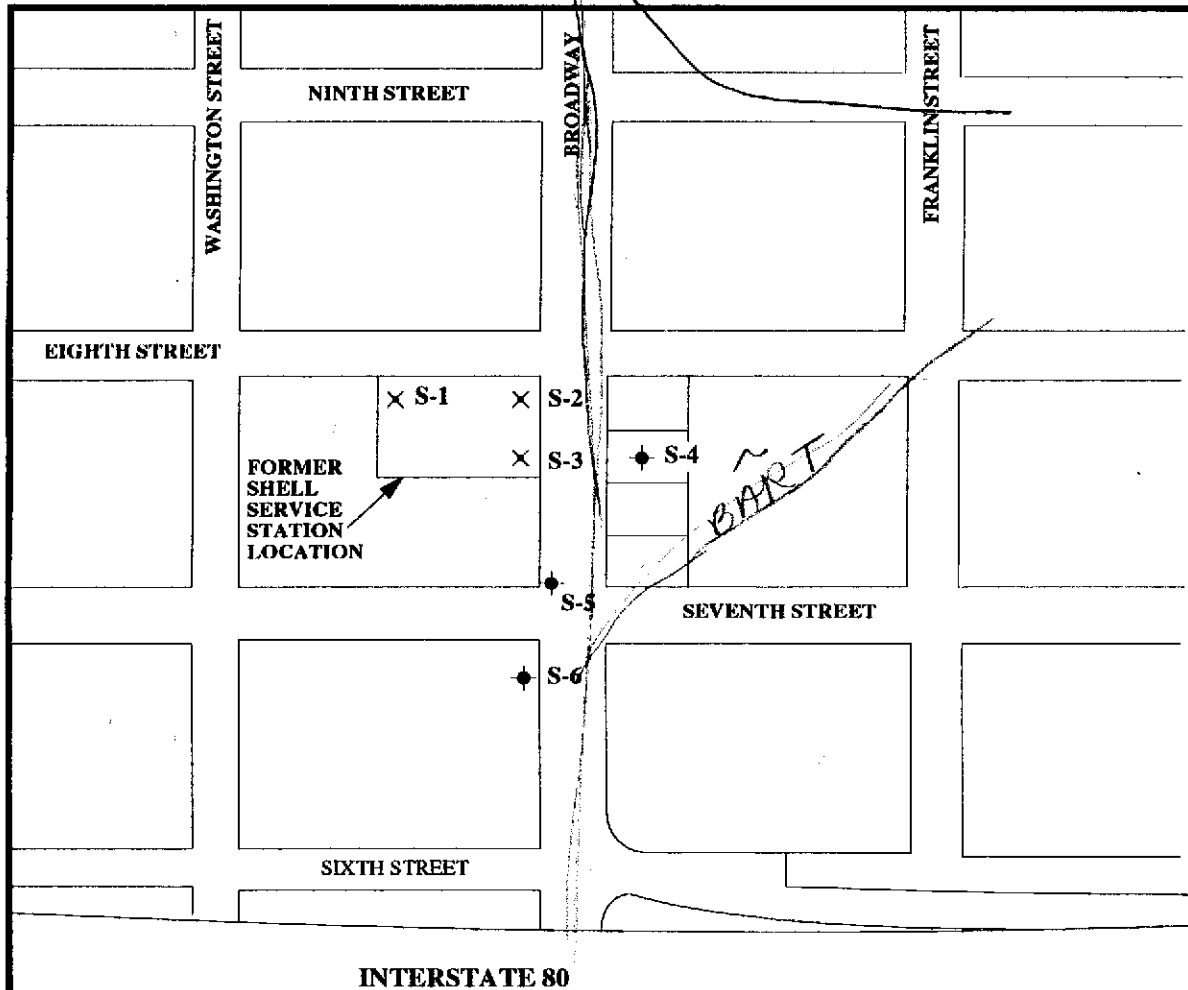 WASHINGTON STREET
NINTH STREET
BROADWAY
FRANKLIN STREET
EIGHTH STREET
S-1
S-2
S-3
S-4
FORMER
SHELL
SERVICE
STATION
LOCATION
BART
S-5
SEVENTH STREET
S-6
SIXTH STREET
INTERSTATE 80